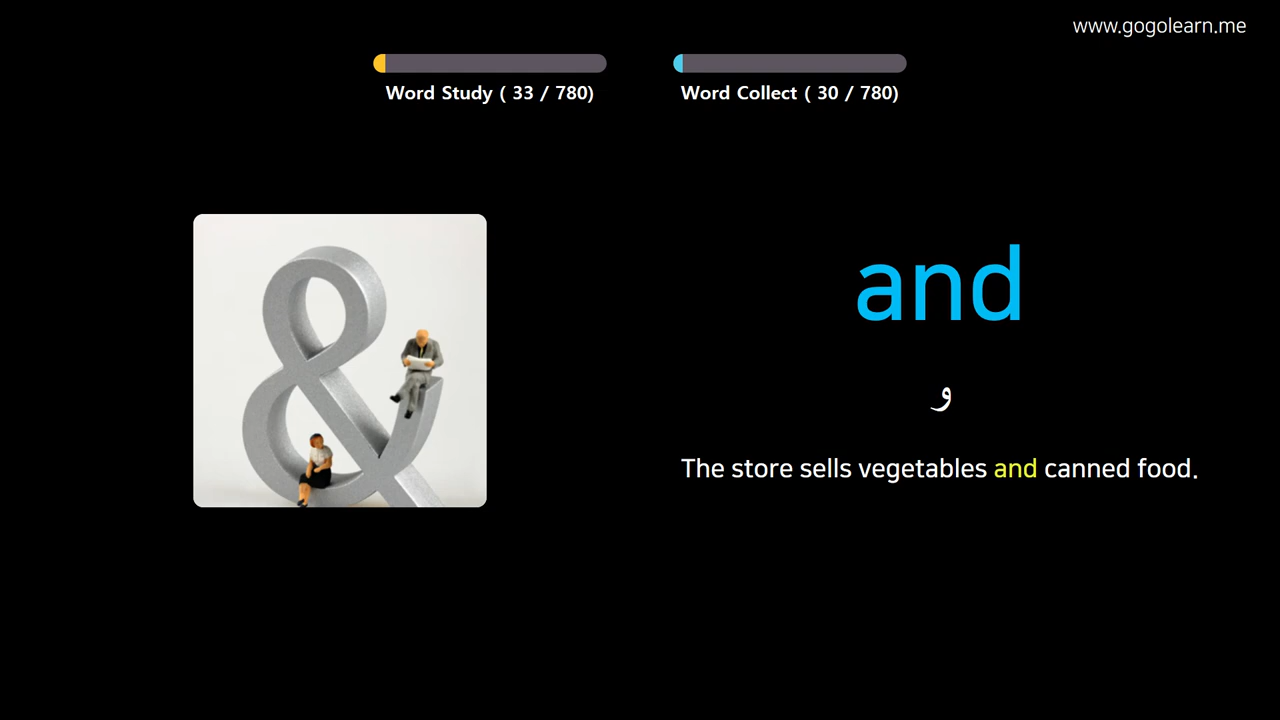 www.gogolearn.me
Word Study ( 33 / 780)
Word Collect ( 30 / 780)
&
and
و
The store sells vegetables and canned food.